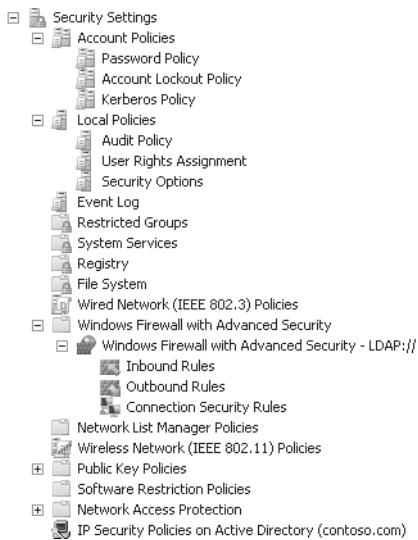 Security Settings
Account Policies
Password Policy
Account Lockout Policy
Kerberos Policy
Local Policies
Audit Policy
User Rights Assignment
Security Options
Event Log
Restricted Groups
System Services
Registry
File System
Wired Network (IEEE 802.3) Policies
Windows Firewall with Advanced Security
Windows Firewall with Advanced Security - LDAP://
Inbound Rules
Outbound Rules
Connection Security Rules
Network List Manager Policies
Wireless Network (IEEE 802.11) Policies
Public Key Policies
Software Restriction Policies
Network Access Protection
IP Security Policies on Active Directory (contoso.com)